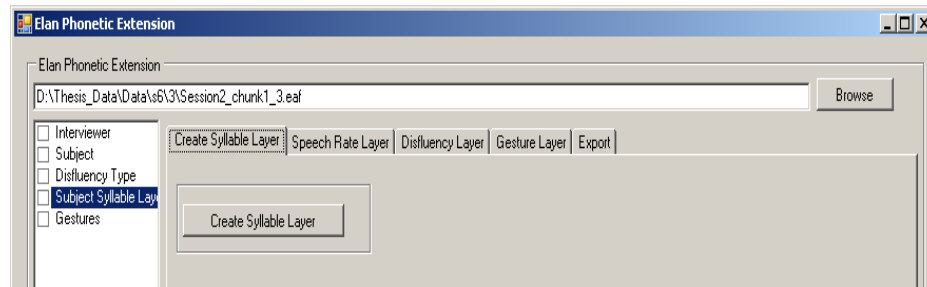 Elan Phonetic Extension
Elan Phonetic Extension
D:\Thesis_Data\Data\s6\3\Session2_chunk1_3.eaf
Browse
Interviewer
Subject
Disfluency Type
Subject Syllable Lay
Gestures
Create Syllable Layer
Speech Rate Layer
Disfluency Layer
Gesture Layer
Export
Create Syllable Layer